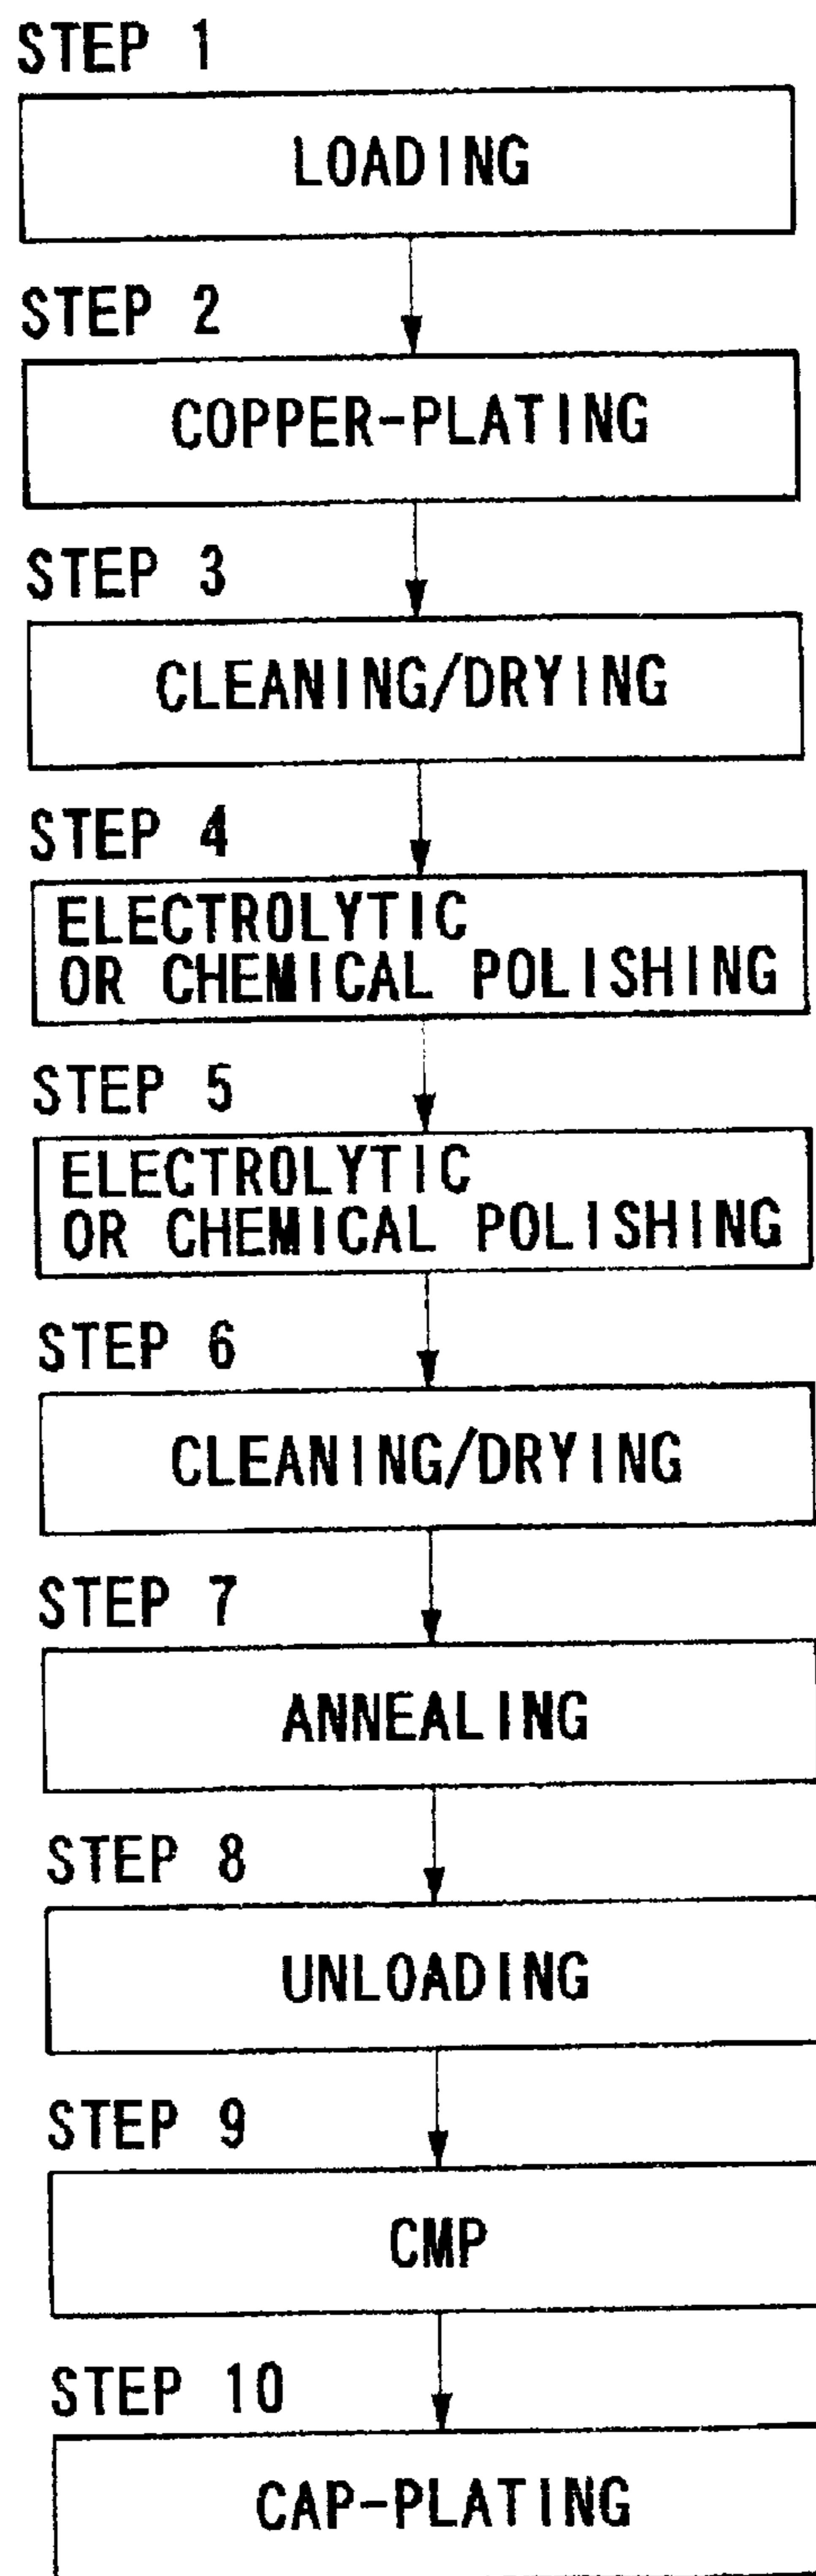 STEP 1
LOADING
STEP 2
COPPER-PLATING
STEP 3
CLEANING/DRYING
STEP 4
ELECTROLYTIC
OR CHEMICAL POLISHING
STEP 5
ELECTROLYTIC
OR CHEMICAL POLISHING
STEP 6
CLEANING/DRYING
STEP 7
ANNEALING
STEP 8
UNLOADING
STEP 9
CMP
STEP 10
CAP-PLATING